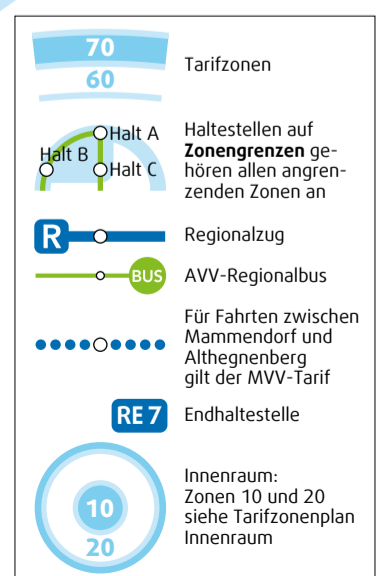 70
60
Tarifzonen
Halt A
Halt B
Halt C
Haltestellen auf
Zonengrenzen ge-
hören allen angren-
zenden Zonen an
R
Regionalzug
BUS
AVV-Regionalbus
Für Fahrten zwischen
Mammendorf und
Althegnenberg
gilt der MVV-Tarif
RE 7
Endhaltestelle
10
20
Innenraum:
Zonen 10 und 20
siehe Tarifzonenplan
Innenraum